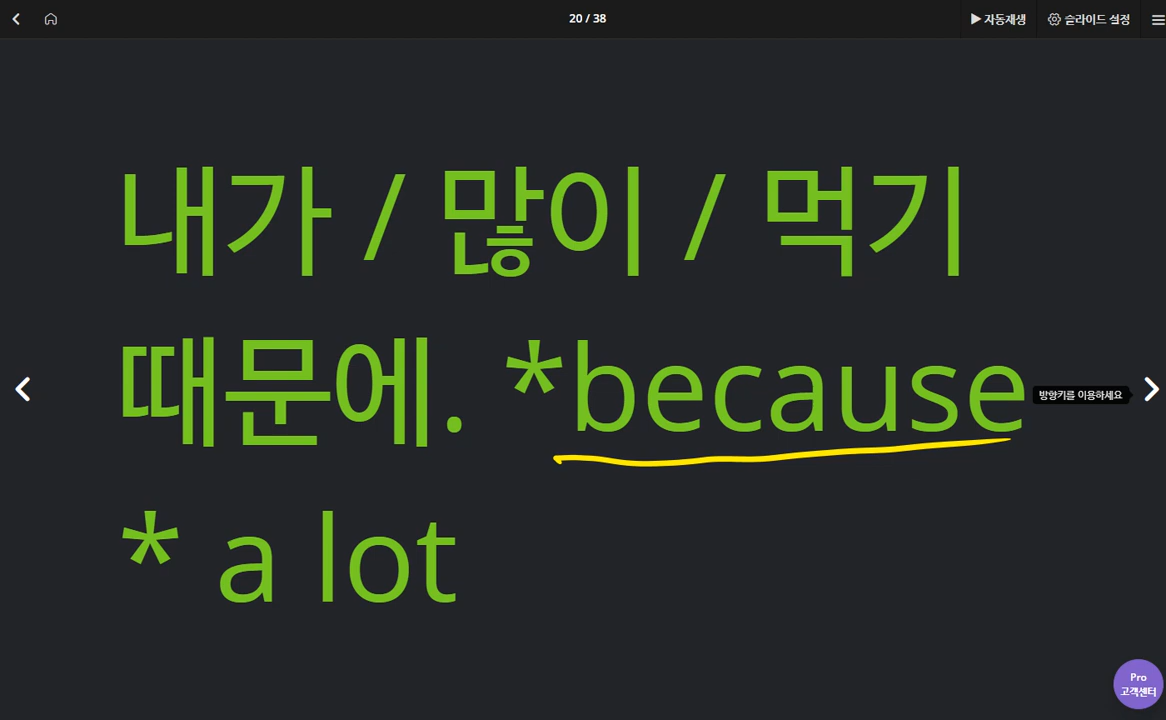 20 / 38
▶ 자동재생
슬라이드 설정
내가 / 많이 / 먹기
때문에. *because
* a lot
방향키를 이용하세요
Pro
고객센터